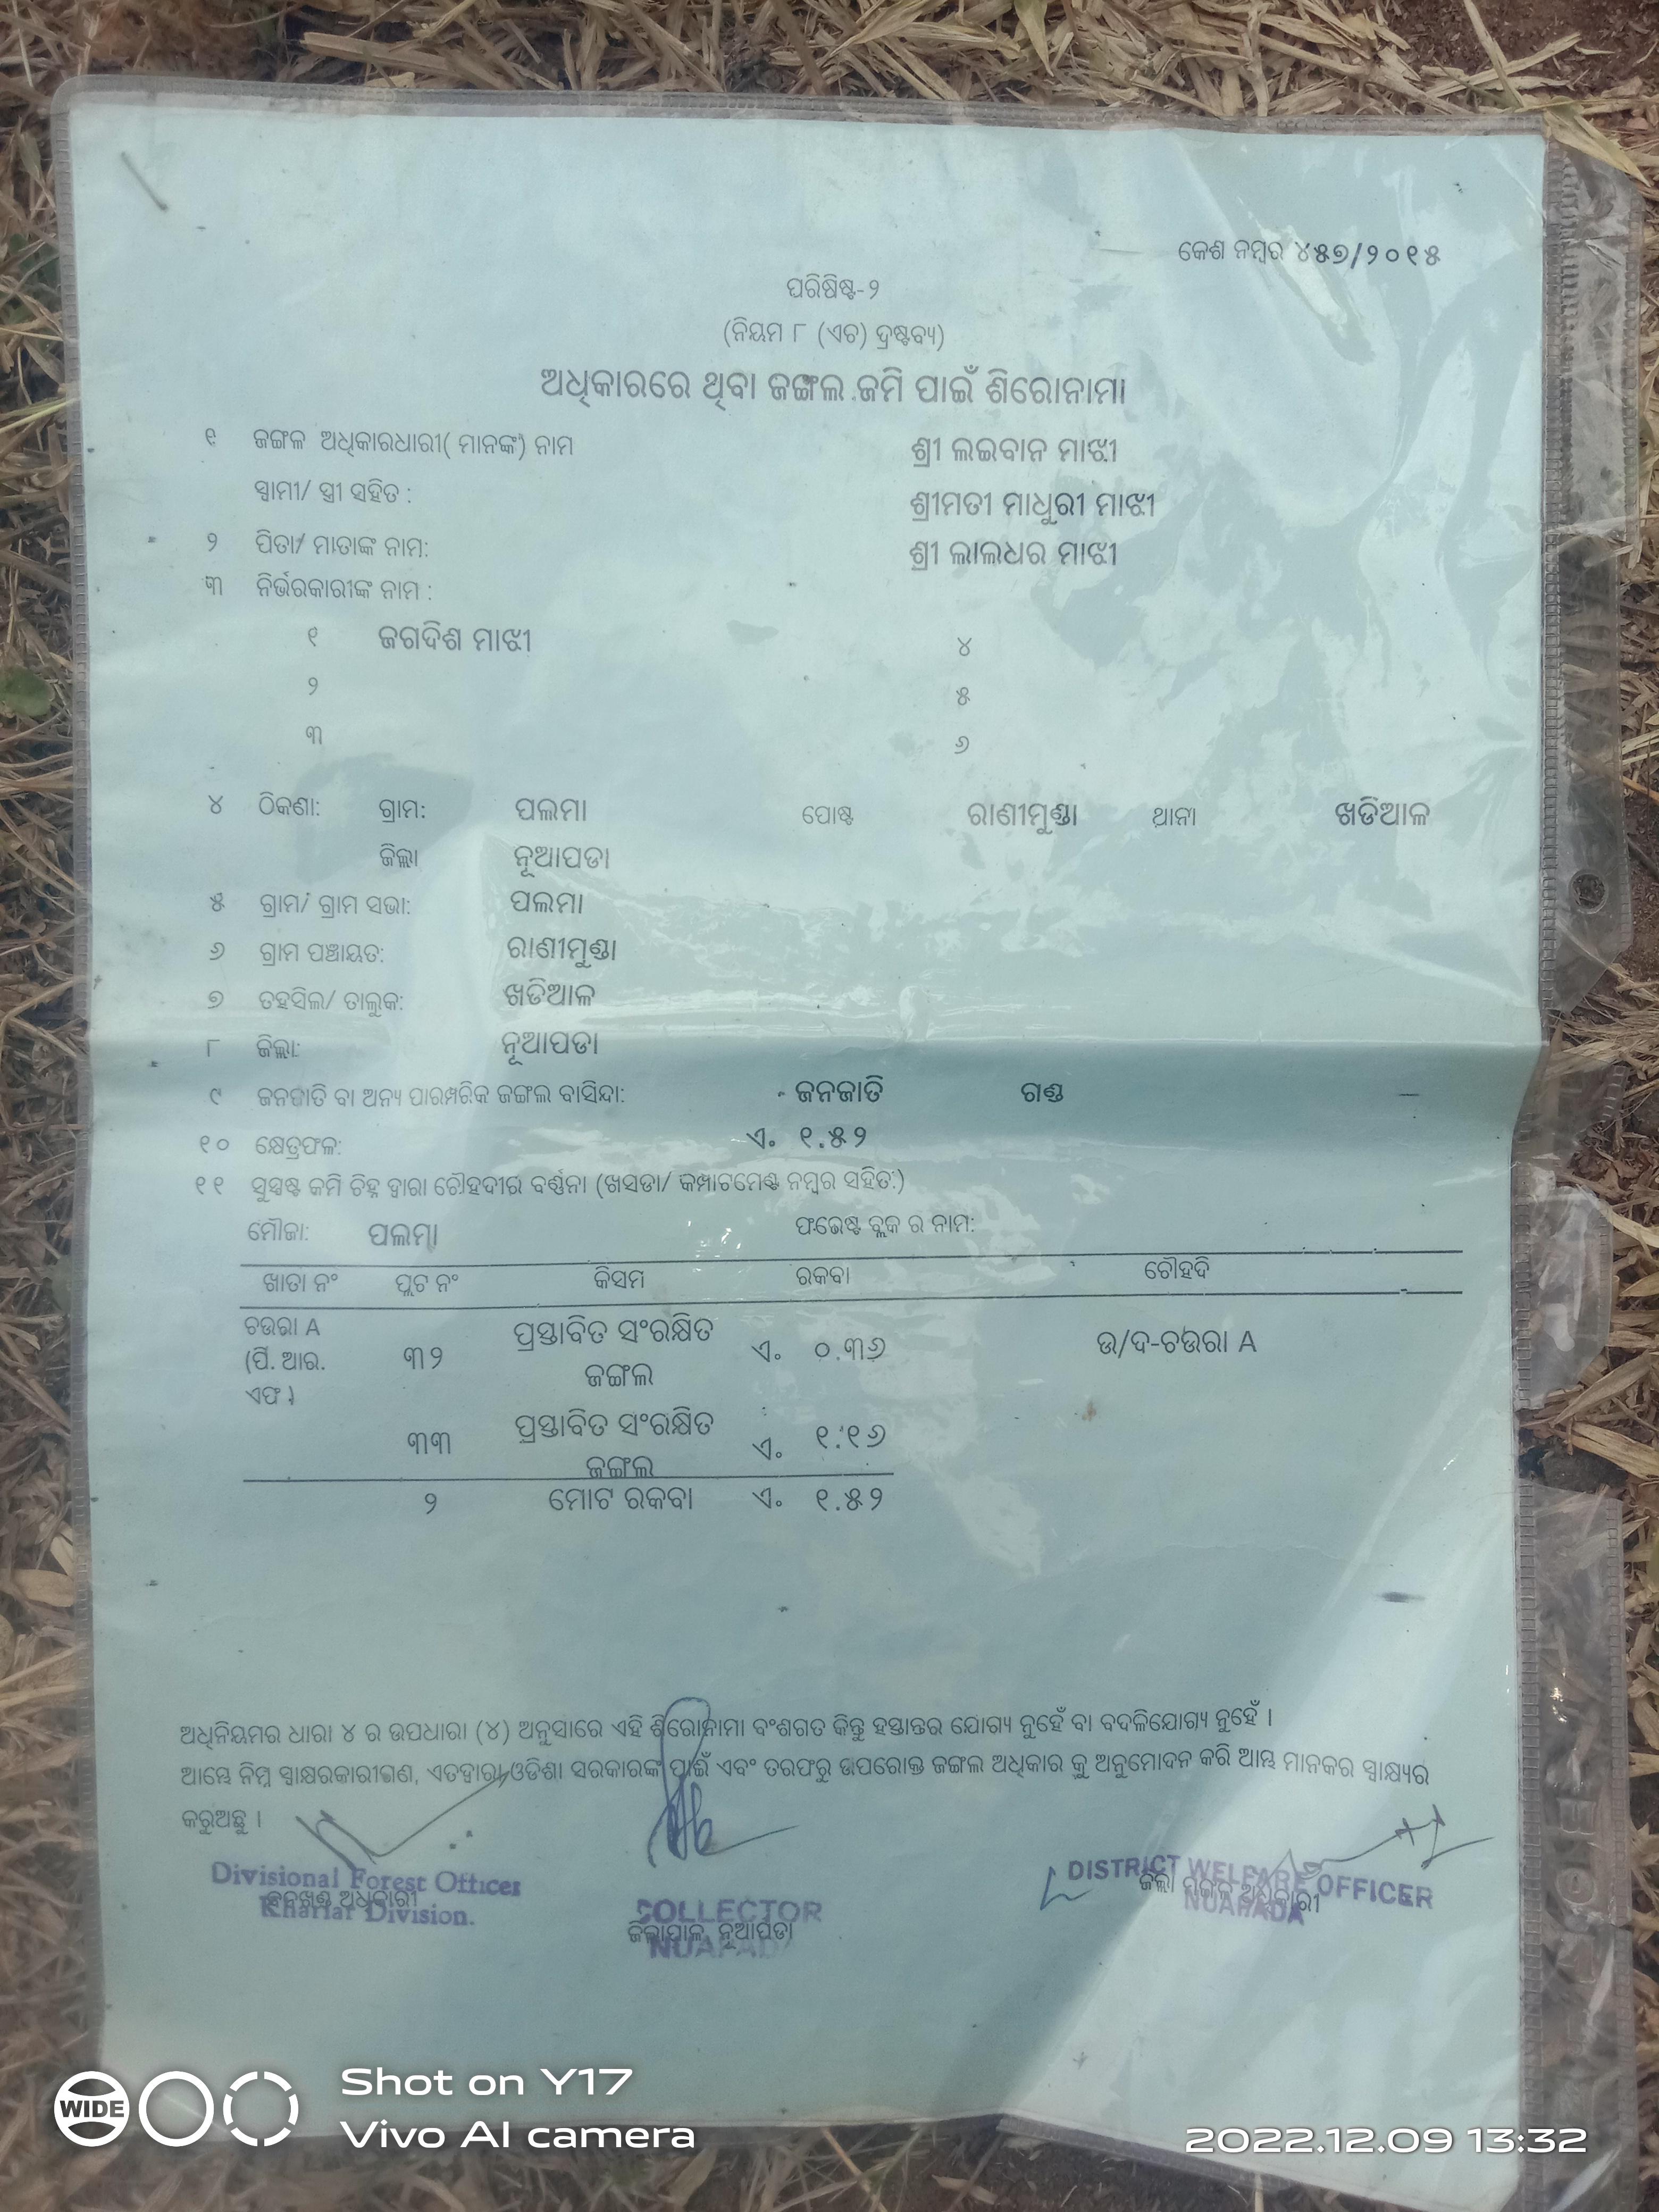 କେଶ ନମ୍ବର ୪୫୭/୨୦୧୫
ପରିଷିଷ୍ଟ-୨
(ନିୟମ ୮ (ଏଚ) ଦ୍ରଷ୍ଟବ୍ୟ)
ଅଧିକାରରେ ଥିବା ଜଙ୍ଗଲ ଜମି ପାଇଁ ଶିରୋନାମା
୧ ଜଙ୍ଗଳ ଅଧିକାରଧାରୀ( ମାନଙ୍କ) ନାମ ଶ୍ରୀ ଲଇବାନ ମାଝୀ
ସ୍ୱାମୀ/ ସ୍ତ୍ରୀ ସହିତ : ଶ୍ରୀମତୀ ମାଧୁରୀ ମାଝୀ
୨ ପିତା/ ମାତାଙ୍କ ନାମ: ଶ୍ରୀ ଲାଲଧର ମାଝୀ
୩ ନିର୍ଭରକାରୀଙ୍କ ନାମ :
୧ ଜଗଦିଶ ମାଝୀ ୪
୨ ୫
୩ ୬
୪ ଠିକଣା: ଗ୍ରାମ: ପଲମା ପୋଷ୍ଟ ରାଣୀମୁଣ୍ଡା ଥାନା ଖଡିଆଳ
ଜିଲ୍ଲା ନୂଆପଡା
୫ ଗ୍ରାମ/ ଗ୍ରାମ ସଭା: ପଲମା
୬ ଗ୍ରାମ ପଞ୍ଚାୟତ: ରାଣୀମୁଣ୍ଡା
୭ ତହସିଲ/ ତାଲୁକ: ଖଡିଆଳ
୮ ଜିଲ୍ଲା: ନୂଆପଡା
୯ ଜନଜାତି ବା ଅନ୍ୟ ପାରମ୍ପରିକ ଜଙ୍ଗଲ ବାସିନ୍ଦା: ଜନଜାତି ଗଣ୍ଡ
୧୦ କ୍ଷେତ୍ରଫଳ: ଏ. ୧.୫୨
୧୧ ସୁସ୍ପଷ୍ଟ ଜମି ଚିହ୍ନ ଦ୍ୱାରା ଚୌହଦୀର ବର୍ଣ୍ଣନା (ଖସଡା/ କମ୍ପାଟମେଣ୍ଟ ନମ୍ବର ସହିତ:)
ମୌଜା: ପଲମା ଫରେଷ୍ଟ ବ୍ଲକ ର ନାମ:
ଖାତା ନଂ ପ୍ଲଟ ନଂ କିସମ ରକବା ଚୌହଦି
ଚଉରା A (ପି. ଆର. ଏଫ) ୩୨ ପ୍ରସ୍ତାବିତ ସଂରକ୍ଷିତ ଜଙ୍ଗଲ ଏ. ୦.୩୬ ଉ/ଦ-ଚଉରା A
୩୩ ପ୍ରସ୍ତାବିତ ସଂରକ୍ଷିତ ଜଙ୍ଗଲ ଏ. ୧.୧୬
୨ ମୋଟ ରକବା ଏ. ୧.୫୨
ଅଧିନିୟମର ଧାରା ୪ ର ଉପଧାରା (୪) ଅନୁସାରେ ଏହି ଶିରୋନାମା ବଂଶଗତ କିନ୍ତୁ ହସ୍ତାନ୍ତର ଯୋଗ୍ୟ ନୁହେଁ ବା ବଦଳିଯୋଗ୍ୟ ନୁହେଁ ।
ଆମ୍ଭେ ନିମ୍ନ ସ୍ୱାକ୍ଷରକାରୀଗଣ, ଏତଦ୍ୱାରା ଓଡିଶା ସରକାରଙ୍କ ପାଇଁ ଏବଂ ତରଫରୁ ଉପରୋକ୍ତ ଜଙ୍ଗଲ ଅଧିକାର କୁ ଅନୁମୋଦନ କରି ଆମ୍ଭ ମାନକର ସ୍ୱାକ୍ଷ୍ୟର
କରୁଅଛୁ ।
Divisional Forest Officer
ବନଖଣ୍ଡ ଅଧିକାରୀ
Khariar Division.
COLLECTOR
ଜିଲ୍ଲାପାଳ, ନୂଆପଡା
NUAPADA
DISTRICT WELFARE OFFICER
ଜିଲ୍ଲା ମଙ୍ଗଳ ଅଧିକାରୀ
NUAPADA
WIDE
Shot on Y17
Vivo AI camera
2022.12.09 13:32